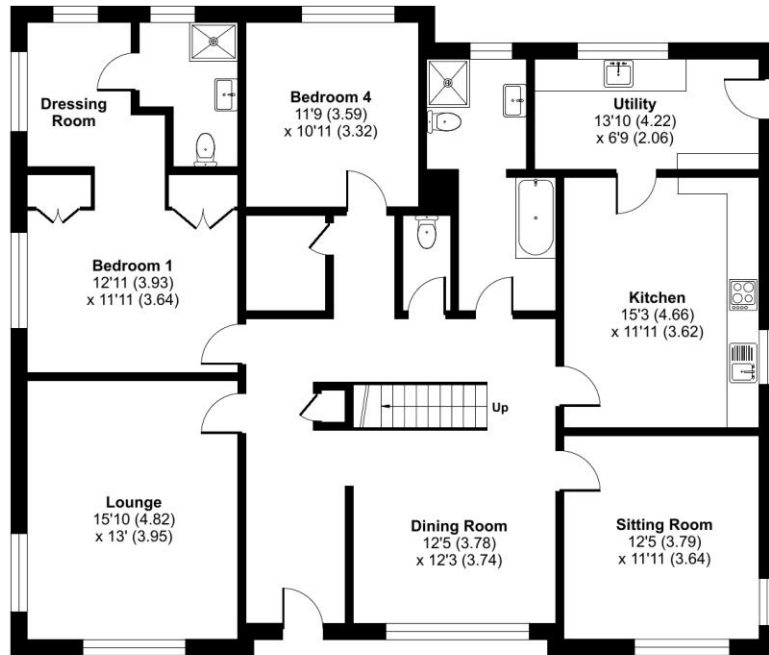 Dressing
Room
Bedroom 4
11'9 (3.59)
x 10'11 (3.32)
Utility
13'10 (4.22)
x 6'9 (2.06)
Bedroom 1
12'11 (3.93)
x 11'11 (3.64)
Kitchen
15'3 (4.66)
x 11'11 (3.62)
Up
Lounge
15'10 (4.82)
x 13' (3.95)
Dining Room
12'5 (3.78)
x 12'3 (3.74)
Sitting Room
12'5 (3.79)
x 11'11 (3.64)